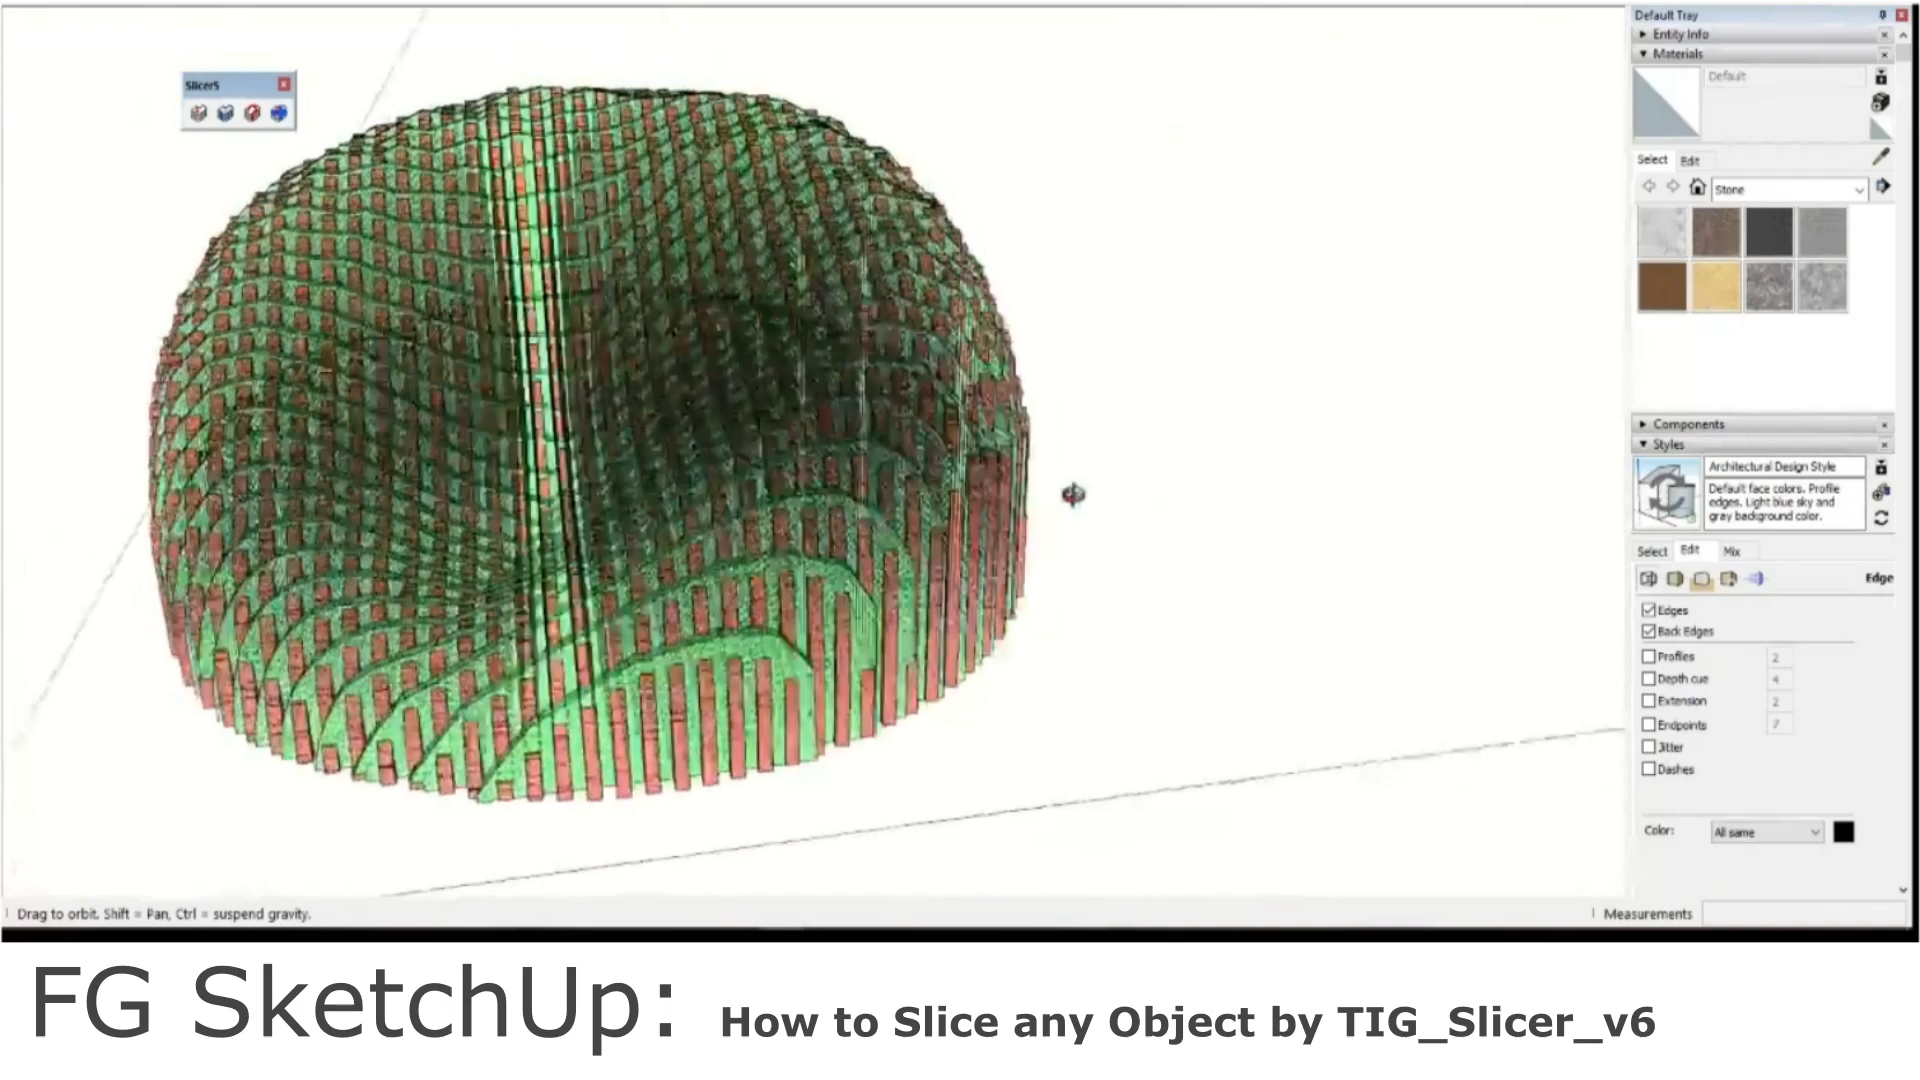 Default Tray
Entity Info
Materials
Default
Slicer5
Select Edit
Stone
Components
Styles
Architectural Design Style
Default face colors. Profile
edges. Light blue sky and
gray background color.
Select Edit Mix
Edge
Edges
Back Edges
Profiles 2
Depth cue 4
Extension 2
Endpoints 7
Jitter
Dashes
Color: All same
Drag to orbit. Shift = Pan, Ctrl = suspend gravity.
Measurements
FG SketchUp: How to Slice any Object by TIG_Slicer_v6